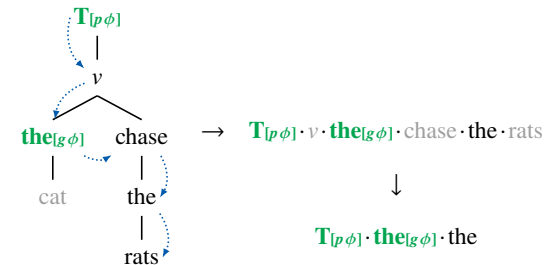 T[pϕ]
v
the[gϕ] chase → T[pϕ]·v·the[gϕ]·chase·the·rats
cat the ↓
T[pϕ]·the[gϕ]·the
rats